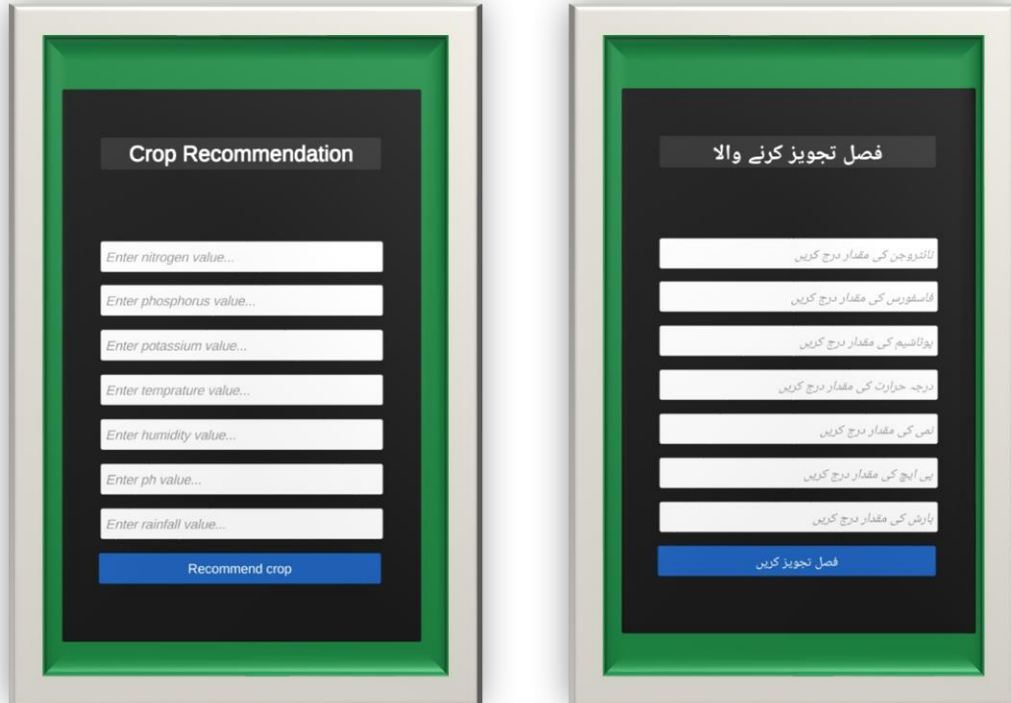 Crop Recommendation
Enter nitrogen value...
Enter phosphorus value...
Enter potassium value...
Enter temprature value...
Enter humidity value...
Enter ph value...
Enter rainfall value...
Recommend crop
فصل تجویز کرنے والا
نائٹروجن کی مقدار درج کریں
فاسفورس کی مقدار درج کریں
پوٹاشیم کی مقدار درج کریں
درجہ حرارت کی مقدار درج کریں
نمی کی مقدار درج کریں
پی ایچ کی مقدار درج کریں
بارش کی مقدار درج کریں
فصل تجویز کریں